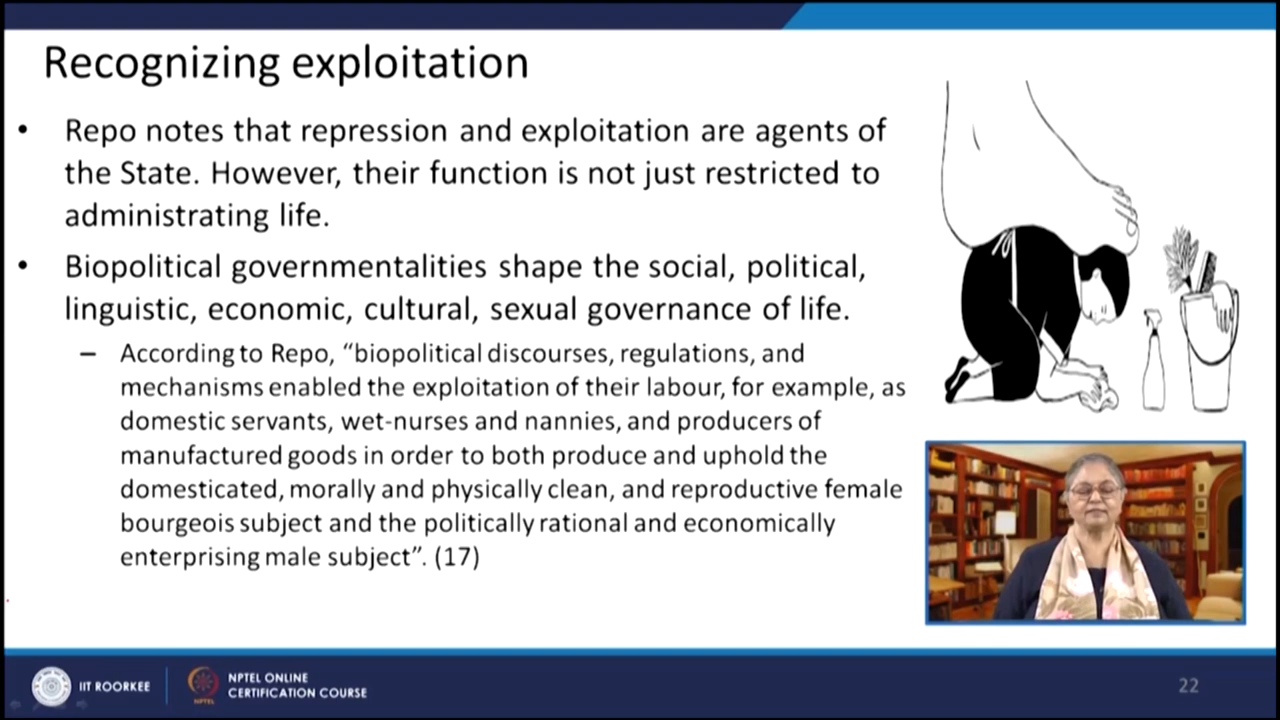 Recognizing exploitation
• Repo notes that repression and exploitation are agents of
the State. However, their function is not just restricted to
administrating life.
• Biopolitical governmentalities shape the social, political,
linguistic, economic, cultural, sexual governance of life.
– According to Repo, “biopolitical discourses, regulations, and
mechanisms enabled the exploitation of their labour, for example, as
domestic servants, wet-nurses and nannies, and producers of
manufactured goods in order to both produce and uphold the
domesticated, morally and physically clean, and reproductive female
bourgeois subject and the politically rational and economically
enterprising male subject”. (17)
IIT ROORKEE
NPTEL
NPTEL ONLINE
CERTIFICATION COURSE
22